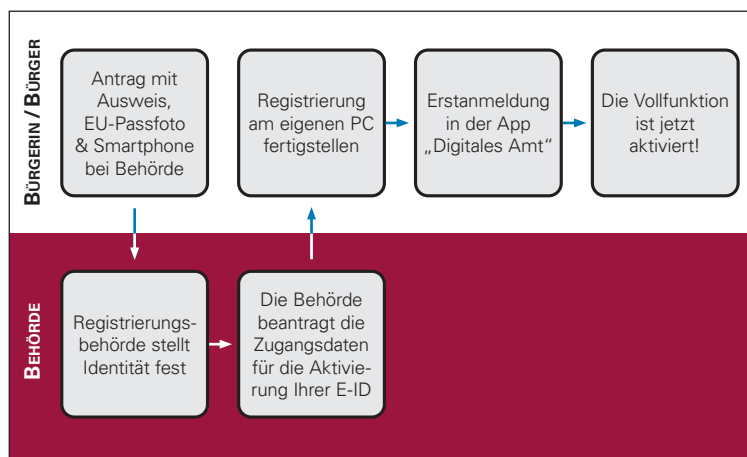 BÜRGERIN / BÜRGER
Antrag mit
Ausweis,
EU-Passfoto
& Smartphone
bei Behörde
Registrierung
am eigenen PC
fertigstellen
Erstanmeldung
in der App
„Digitales Amt“
Die Vollfunktion
ist jetzt
aktiviert!
BEHÖRDE
Registrierungs-
behörde stellt
Identität fest
Die Behörde
beantragt die
Zugangsdaten
für die Aktivie-
rung Ihrer E-ID